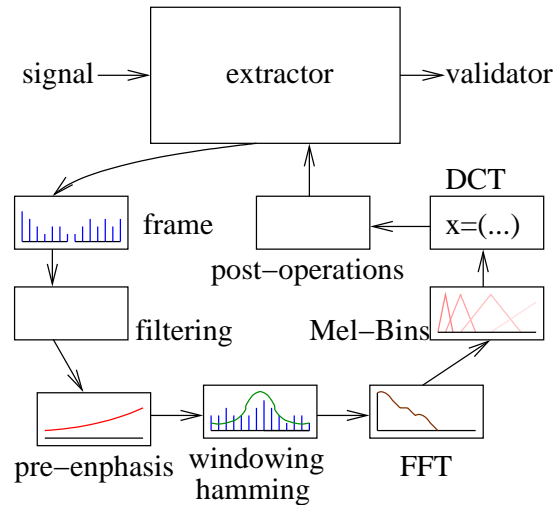 signal
extractor
validator
DCT
frame
x=(...)
post-operations
filtering
Mel-Bins
pre-enphasis
windowing
hamming
FFT